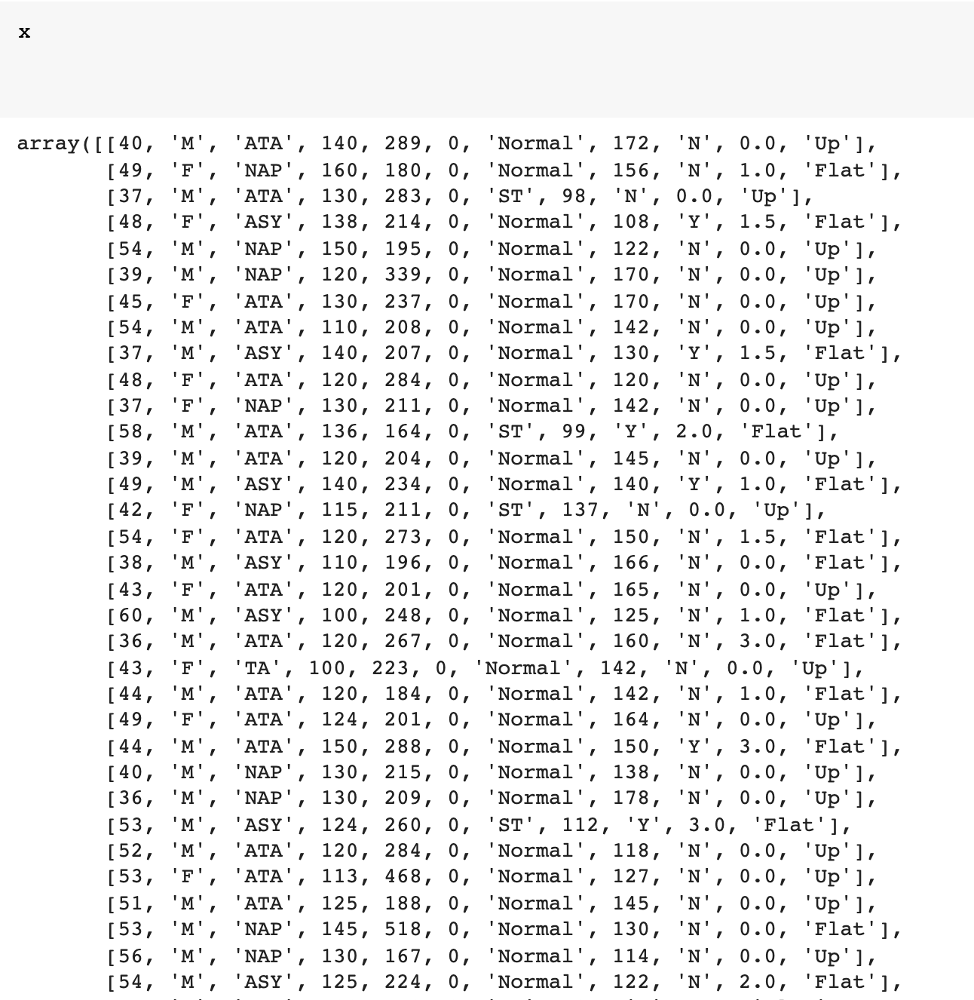 x
array([[40, 'M', 'ATA', 140, 289, 0, 'Normal', 172, 'N', 0.0, 'Up'],
[49, 'F', 'NAP', 160, 180, 0, 'Normal', 156, 'N', 1.0, 'Flat'],
[37, 'M', 'ATA', 130, 283, 0, 'ST', 98, 'N', 0.0, 'Up'],
[48, 'F', 'ASY', 138, 214, 0, 'Normal', 108, 'Y', 1.5, 'Flat'],
[54, 'M', 'NAP', 150, 195, 0, 'Normal', 122, 'N', 0.0, 'Up'],
[39, 'M', 'NAP', 120, 339, 0, 'Normal', 170, 'N', 0.0, 'Up'],
[45, 'F', 'ATA', 130, 237, 0, 'Normal', 170, 'N', 0.0, 'Up'],
[54, 'M', 'ATA', 110, 208, 0, 'Normal', 142, 'N', 0.0, 'Up'],
[37, 'M', 'ASY', 140, 207, 0, 'Normal', 130, 'Y', 1.5, 'Flat'],
[48, 'F', 'ATA', 120, 284, 0, 'Normal', 120, 'N', 0.0, 'Up'],
[37, 'F', 'NAP', 130, 211, 0, 'Normal', 142, 'N', 0.0, 'Up'],
[58, 'M', 'ATA', 136, 164, 0, 'ST', 99, 'Y', 2.0, 'Flat'],
[39, 'M', 'ATA', 120, 204, 0, 'Normal', 145, 'N', 0.0, 'Up'],
[49, 'M', 'ASY', 140, 234, 0, 'Normal', 140, 'Y', 1.0, 'Flat'],
[42, 'F', 'NAP', 115, 211, 0, 'ST', 137, 'N', 0.0, 'Up'],
[54, 'F', 'ATA', 120, 273, 0, 'Normal', 150, 'N', 1.5, 'Flat'],
[38, 'M', 'ASY', 110, 196, 0, 'Normal', 166, 'N', 0.0, 'Flat'],
[43, 'F', 'ATA', 120, 201, 0, 'Normal', 165, 'N', 0.0, 'Up'],
[60, 'M', 'ASY', 100, 248, 0, 'Normal', 125, 'N', 1.0, 'Flat'],
[36, 'M', 'ATA', 120, 267, 0, 'Normal', 160, 'N', 3.0, 'Flat'],
[43, 'F', 'TA', 100, 223, 0, 'Normal', 142, 'N', 0.0, 'Up'],
[44, 'M', 'ATA', 120, 184, 0, 'Normal', 142, 'N', 1.0, 'Flat'],
[49, 'F', 'ATA', 124, 201, 0, 'Normal', 164, 'N', 0.0, 'Up'],
[44, 'M', 'ATA', 150, 288, 0, 'Normal', 150, 'Y', 3.0, 'Flat'],
[40, 'M', 'NAP', 130, 215, 0, 'Normal', 138, 'N', 0.0, 'Up'],
[36, 'M', 'NAP', 130, 209, 0, 'Normal', 178, 'N', 0.0, 'Up'],
[53, 'M', 'ASY', 124, 260, 0, 'ST', 112, 'Y', 3.0, 'Flat'],
[52, 'M', 'ATA', 120, 284, 0, 'Normal', 118, 'N', 0.0, 'Up'],
[53, 'F', 'ATA', 113, 468, 0, 'Normal', 127, 'N', 0.0, 'Up'],
[51, 'M', 'ATA', 125, 188, 0, 'Normal', 145, 'N', 0.0, 'Up'],
[53, 'M', 'NAP', 145, 518, 0, 'Normal', 130, 'N', 0.0, 'Flat'],
[56, 'M', 'NAP', 130, 167, 0, 'Normal', 114, 'N', 0.0, 'Up'],
[54, 'M', 'ASY', 125, 224, 0, 'Normal', 122, 'N', 2.0, 'Flat'],